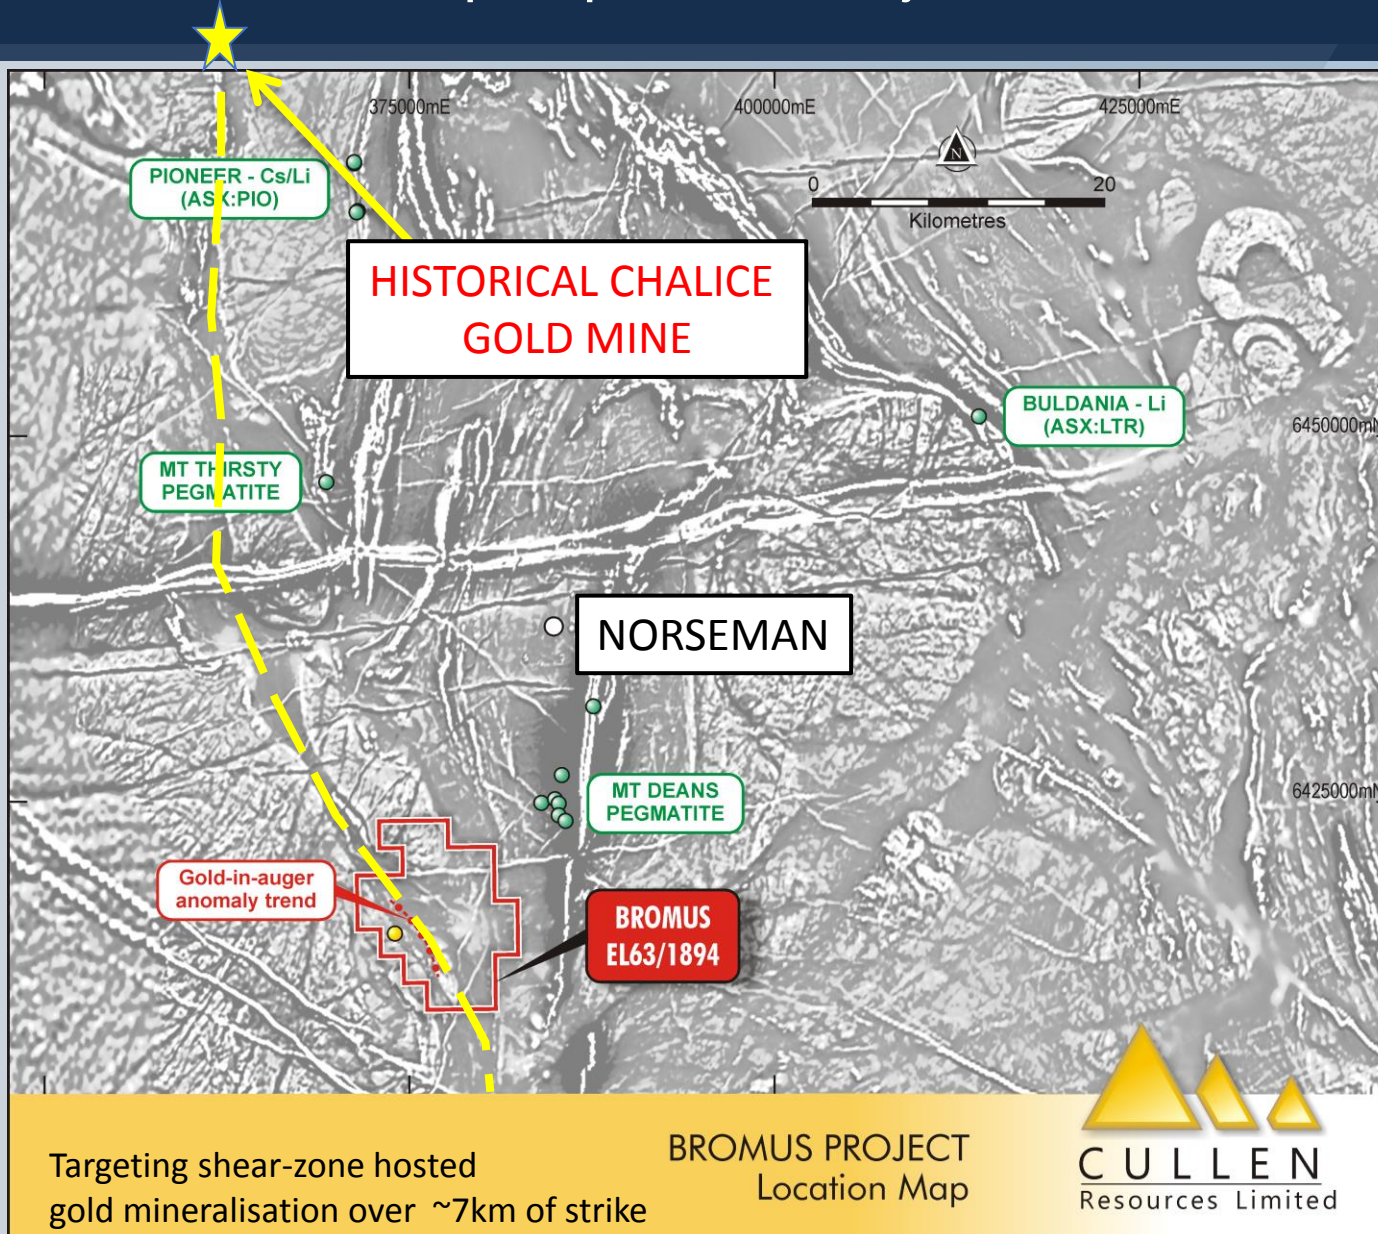 375000mE
400000mE
425000mE
PIONEER - Cs/Li
(ASX:PIO)
N
0
20
Kilometres
HISTORICAL CHALICE
GOLD MINE
BULDANIA - Li
(ASX:LTR)
6450000m
MT THIRSTY
PEGMATITE
NORSEMAN
MT DEANS
PEGMATITE
6425000m
Gold-in-auger
anomaly trend
BROMUS
EL63/1894
Targeting shear-zone hosted
gold mineralisation over ~7km of strike
BROMUS PROJECT
Location Map
CULLEN
Resources Limited